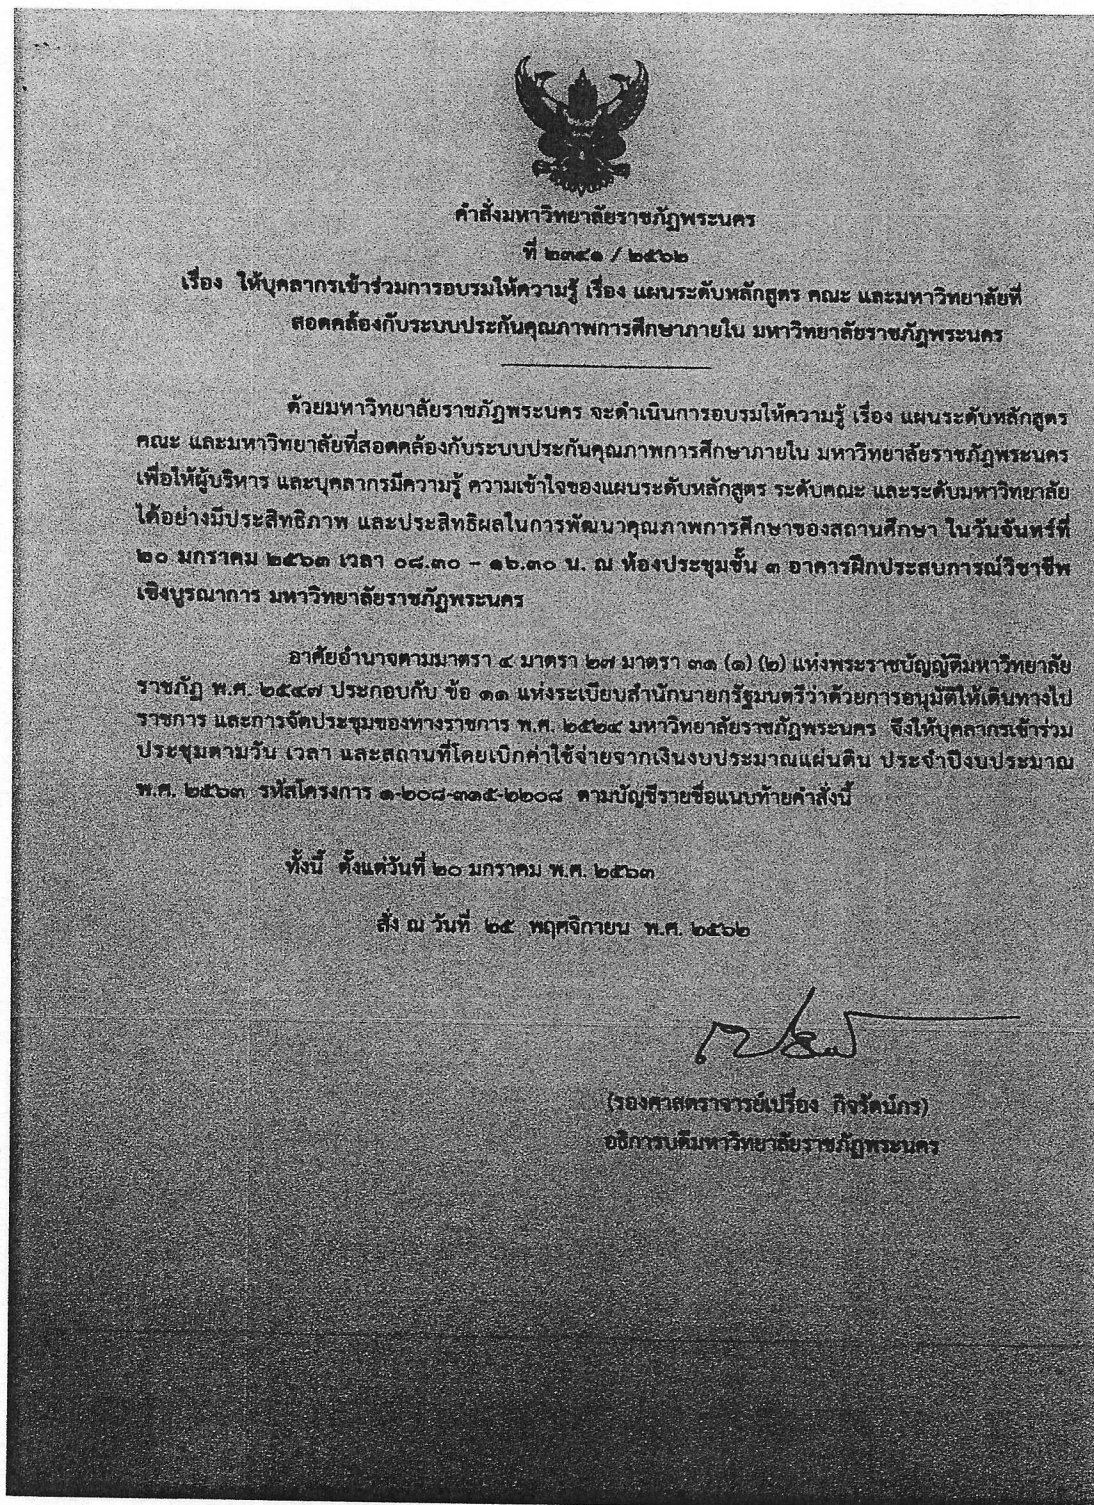 คำสั่งมหาวิทยาลัยราชภัฏพระนคร
ที่ ๒๓๔๑ / ๒๕๖๒
เรื่อง ให้บุคลากรเข้าร่วมการอบรมให้ความรู้ เรื่อง แผนระดับหลักสูตร คณะ และมหาวิทยาลัยที่
สอดคล้องกับระบบประกันคุณภาพการศึกษาภายใน มหาวิทยาลัยราชภัฏพระนคร
ด้วยมหาวิทยาลัยราชภัฏพระนคร จะดำเนินการอบรมให้ความรู้ เรื่อง แผนระดับหลักสูตร
คณะ และมหาวิทยาลัยที่สอดคล้องกับระบบประกันคุณภาพการศึกษาภายใน มหาวิทยาลัยราชภัฏพระนคร
เพื่อให้ผู้บริหาร และบุคลากรมีความรู้ ความเข้าใจของแผนระดับหลักสูตร ระดับคณะ และระดับมหาวิทยาลัย
ได้อย่างมีประสิทธิภาพ และประสิทธิผลในการพัฒนาคุณภาพการศึกษาของสถานศึกษา ในวันจันทร์ที่
๒๐ มกราคม ๒๕๖๓ เวลา ๐๘.๓๐ – ๑๖.๓๐ น. ณ ห้องประชุมชั้น ๓ อาคารฝึกประสบการณ์วิชาชีพ
เชิงบูรณาการ มหาวิทยาลัยราชภัฏพระนคร
อาศัยอำนาจตามมาตรา ๔ มาตรา ๒๗ มาตรา ๓๑ (๑) (๒) แห่งพระราชบัญญัติมหาวิทยาลัย
ราชภัฏ พ.ศ. ๒๕๔๗ ประกอบกับ ข้อ ๑๑ แห่งระเบียบสำนักนายกรัฐมนตรีว่าด้วยการอนุมัติให้เดินทางไป
ราชการ และการจัดประชุมของทางราชการ พ.ศ. ๒๕๒๔ มหาวิทยาลัยราชภัฏพระนคร จึงให้บุคลากรเข้าร่วม
ประชุมตามวัน เวลา และสถานที่โดยเบิกค่าใช้จ่ายจากเงินงบประมาณแผ่นดิน ประจำปีงบประมาณ
พ.ศ. ๒๕๖๓ รหัสโครงการ ๑-๒๐๘-๓๑๕-๒๒๐๘ ตามบัญชีรายชื่อแนบท้ายคำสั่งนี้
ทั้งนี้ ตั้งแต่วันที่ ๒๐ มกราคม พ.ศ. ๒๕๖๓
สั่ง ณ วันที่ ๒๕ พฤศจิกายน พ.ศ. ๒๕๖๒
(รองศาสตราจารย์เปรื่อง กิจรัตน์ภร)
อธิการบดีมหาวิทยาลัยราชภัฏพระนคร